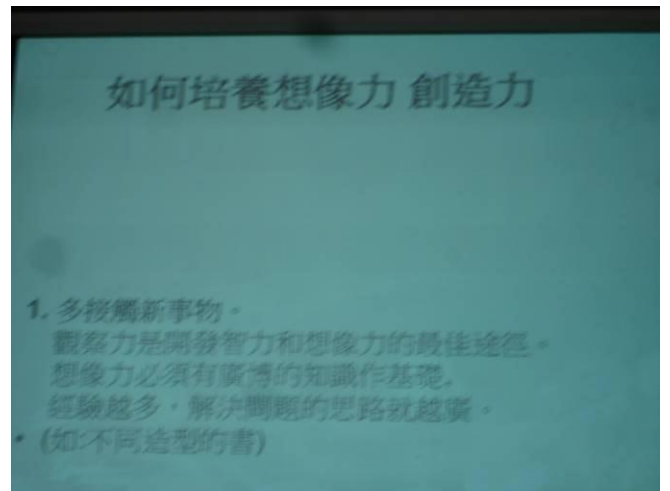 如何培養想像力 創造力
1. 多接觸新事物。
觀察力是開發智力和想像力的最佳途徑。
想像力必須有廣博的知識作基礎,
經驗越多,解決問題的思路就越廣。
• (如:不同造型的書)